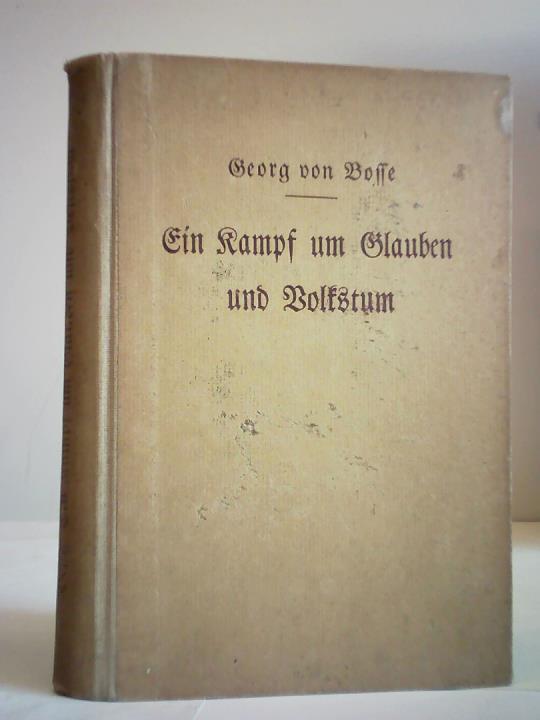 Georg von Bosse
Ein Kampf um Glauben
und Volkstum